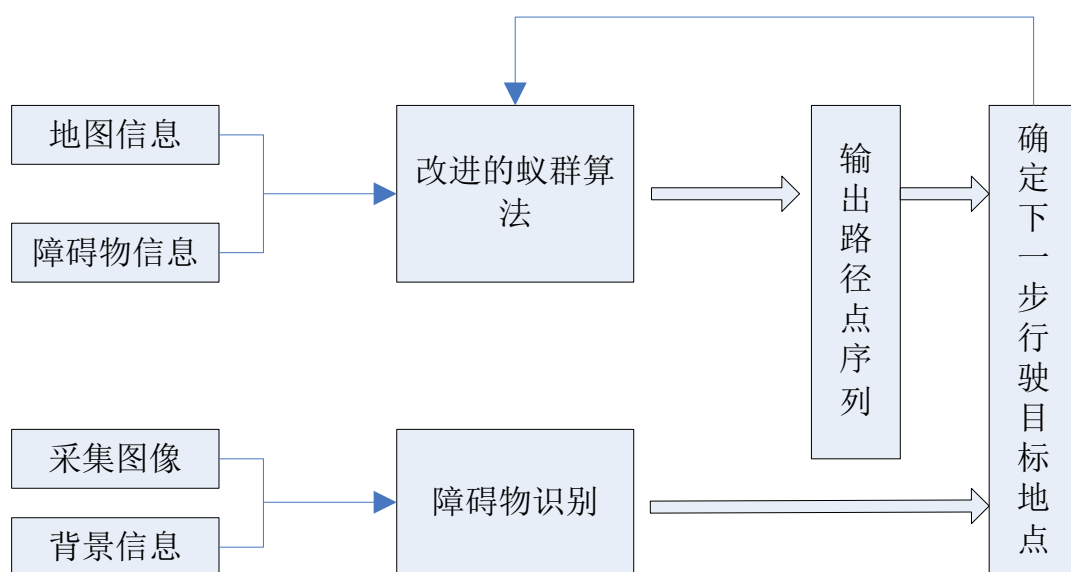 地图信息
障碍物信息
改进的蚁群算
法
输出路径点序列
确定下一步行驶目标地点
采集图像
背景信息
障碍物识别